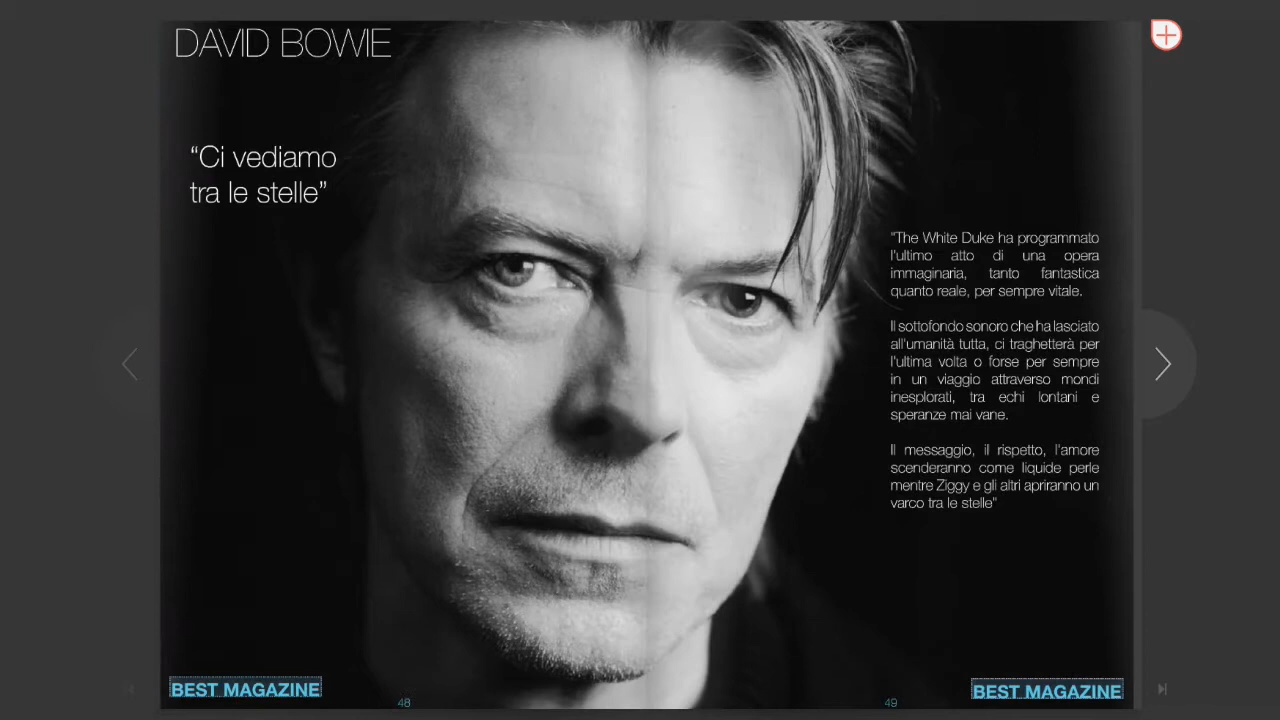 DAVID BOWIE
“Ci vediamo
tra le stelle”
"The White Duke ha programmato
l'ultimo atto di una opera
immaginaria, tanto fantastica
quanto reale, per sempre vitale.
Il sottofondo sonoro che ha lasciato
all'umanità tutta, ci traghetterà per
l'ultima volta o forse per sempre
in un viaggio attraverso mondi
inesplorati, tra echi lontani e
speranze mai vane.
Il messaggio, il rispetto, l'amore
scenderanno come liquide perle
mentre Ziggy e gli altri apriranno un
varco tra le stelle"
BEST MAGAZINE
48
49
BEST MAGAZINE